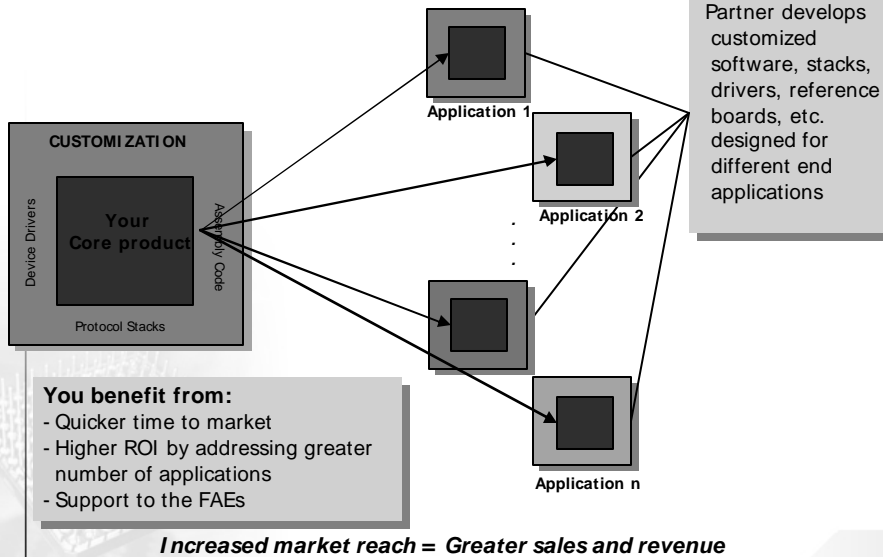 Partner develops
customized
software, stacks,
drivers, reference
boards, etc.
designed for
different end
applications
Application 1
CUSTOMIZATION
Your
Core product
Device Drivers
Assembly Code
Protocol Stacks
Application 2
.
.
.
You benefit from:
- Quicker time to market
- Higher ROI by addressing greater
number of applications
- Support to the FAEs
Application n
Increased market reach = Greater sales and revenue